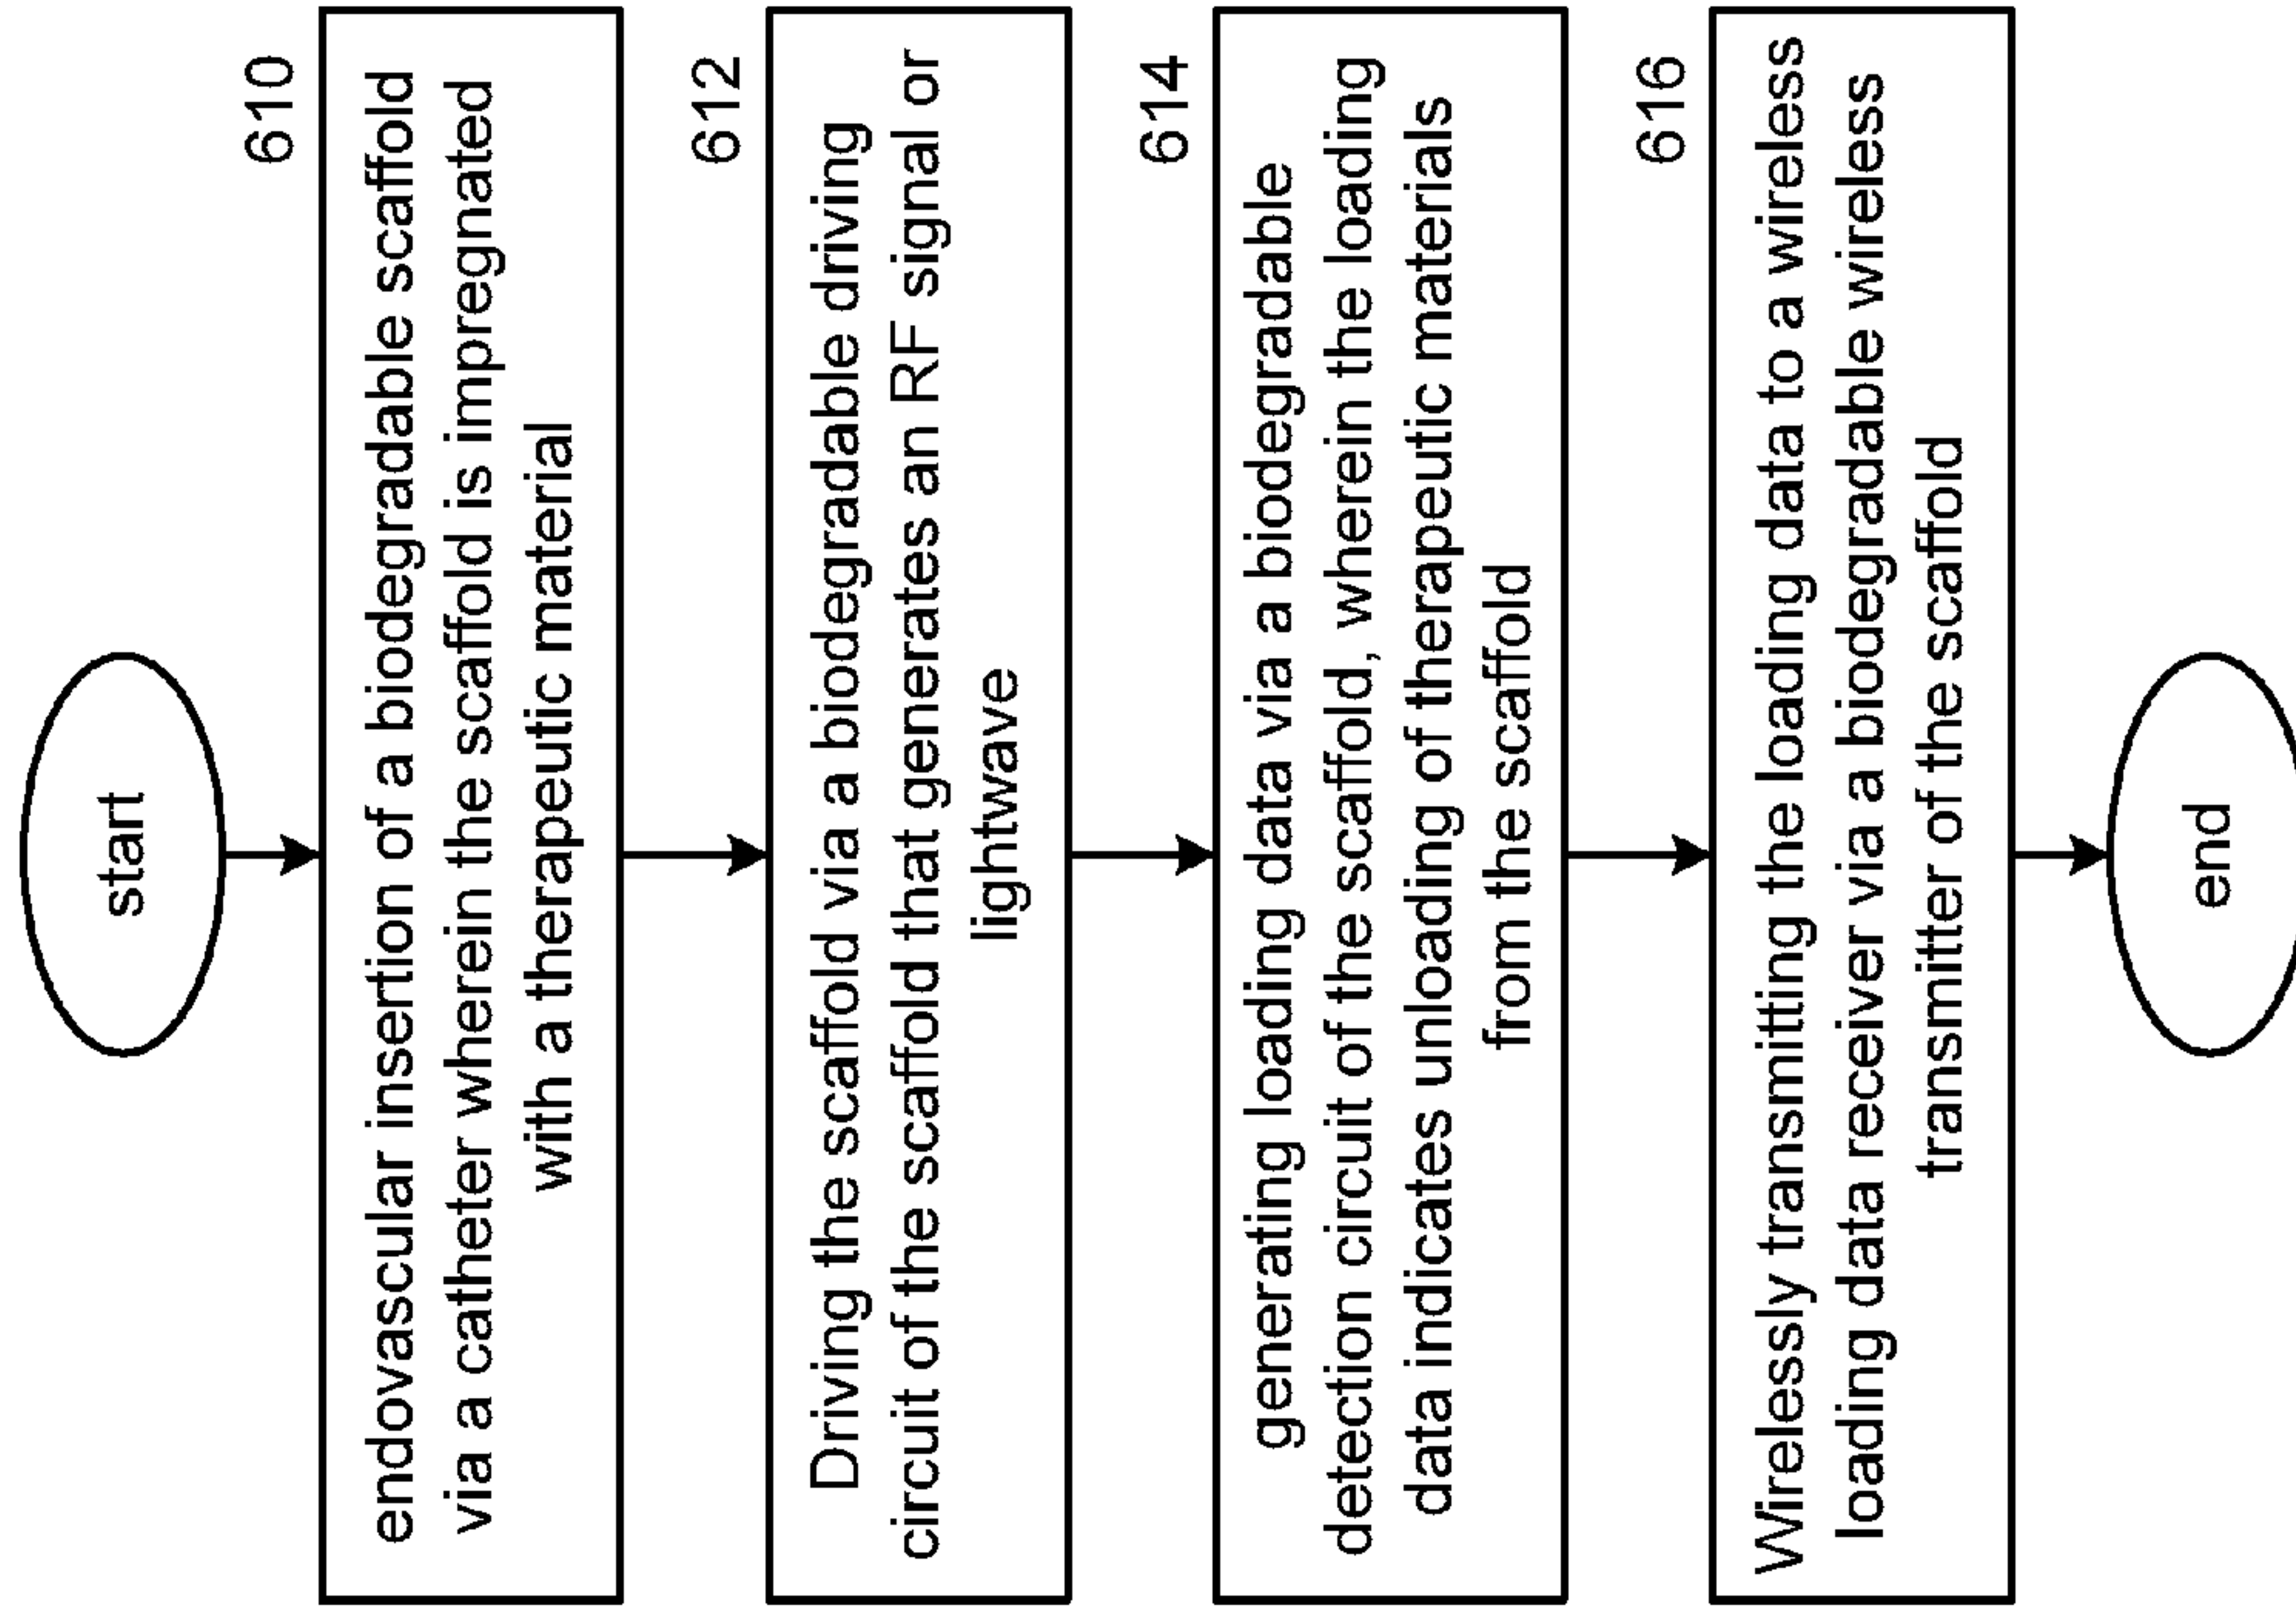 start
610
endovascular insertion of a biodegradable scaffold
via a catheter wherein the scaffold is impregnated
with a therapeutic material
612
Driving the scaffold via a biodegradable driving
circuit of the scaffold that generates an RF signal or
lightwave
614
generating loading data via a biodegradable
detection circuit of the scaffold, wherein the loading
data indicates unloading of therapeutic materials
from the scaffold
616
Wirelessly transmitting the loading data to a wireless
loading data receiver via a biodegradable wireless
transmitter of the scaffold
end